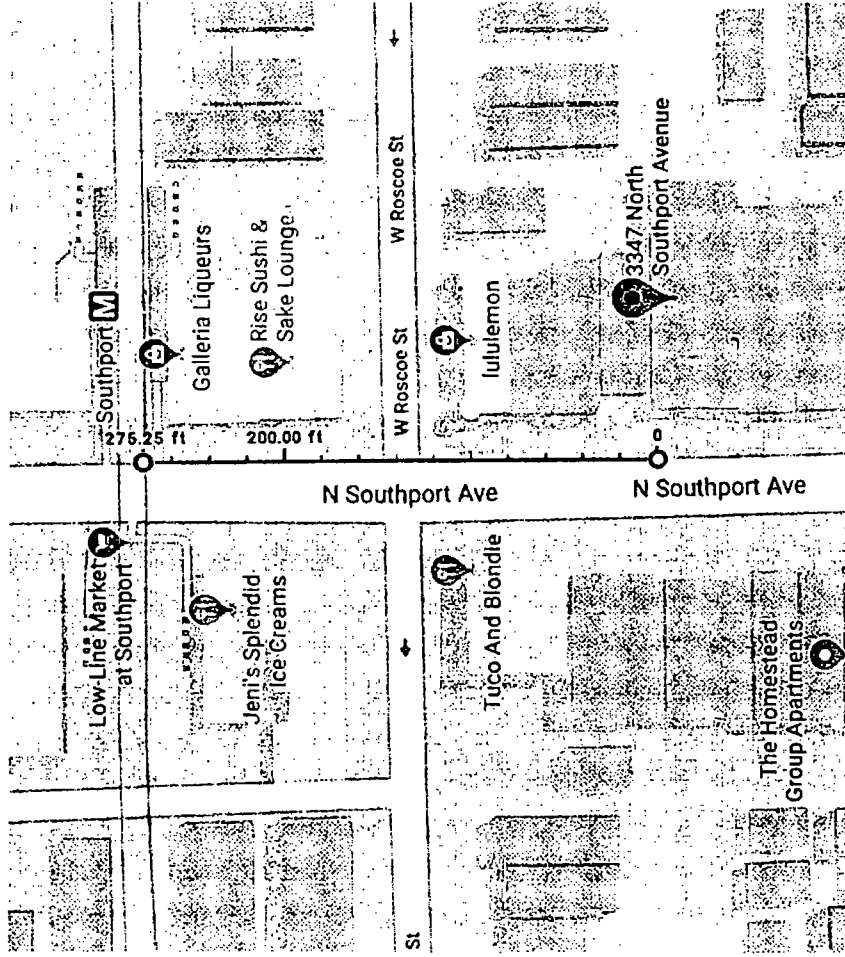 Southport
M
Galleria Liqueurs
Rise Sushi &
Sake Lounge
W Roscoe St
W Roscoe St
lululemon
3347 North
Southport Avenue
275.25 ft
200.00 ft
0
N Southport Ave
N Southport Ave
Low-Line Market
at Southport
Jeni's Splendid
Ice Creams
Tuco And Blondie
The Homestead
Group Apartments
St